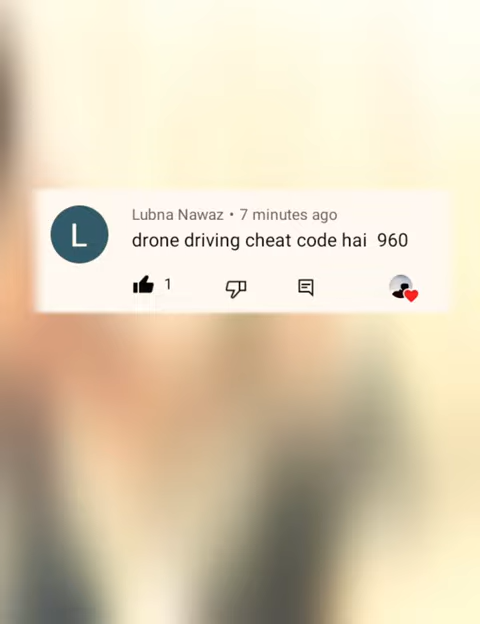 L
Lubna Nawaz • 7 minutes ago
drone driving cheat code hai 960
1